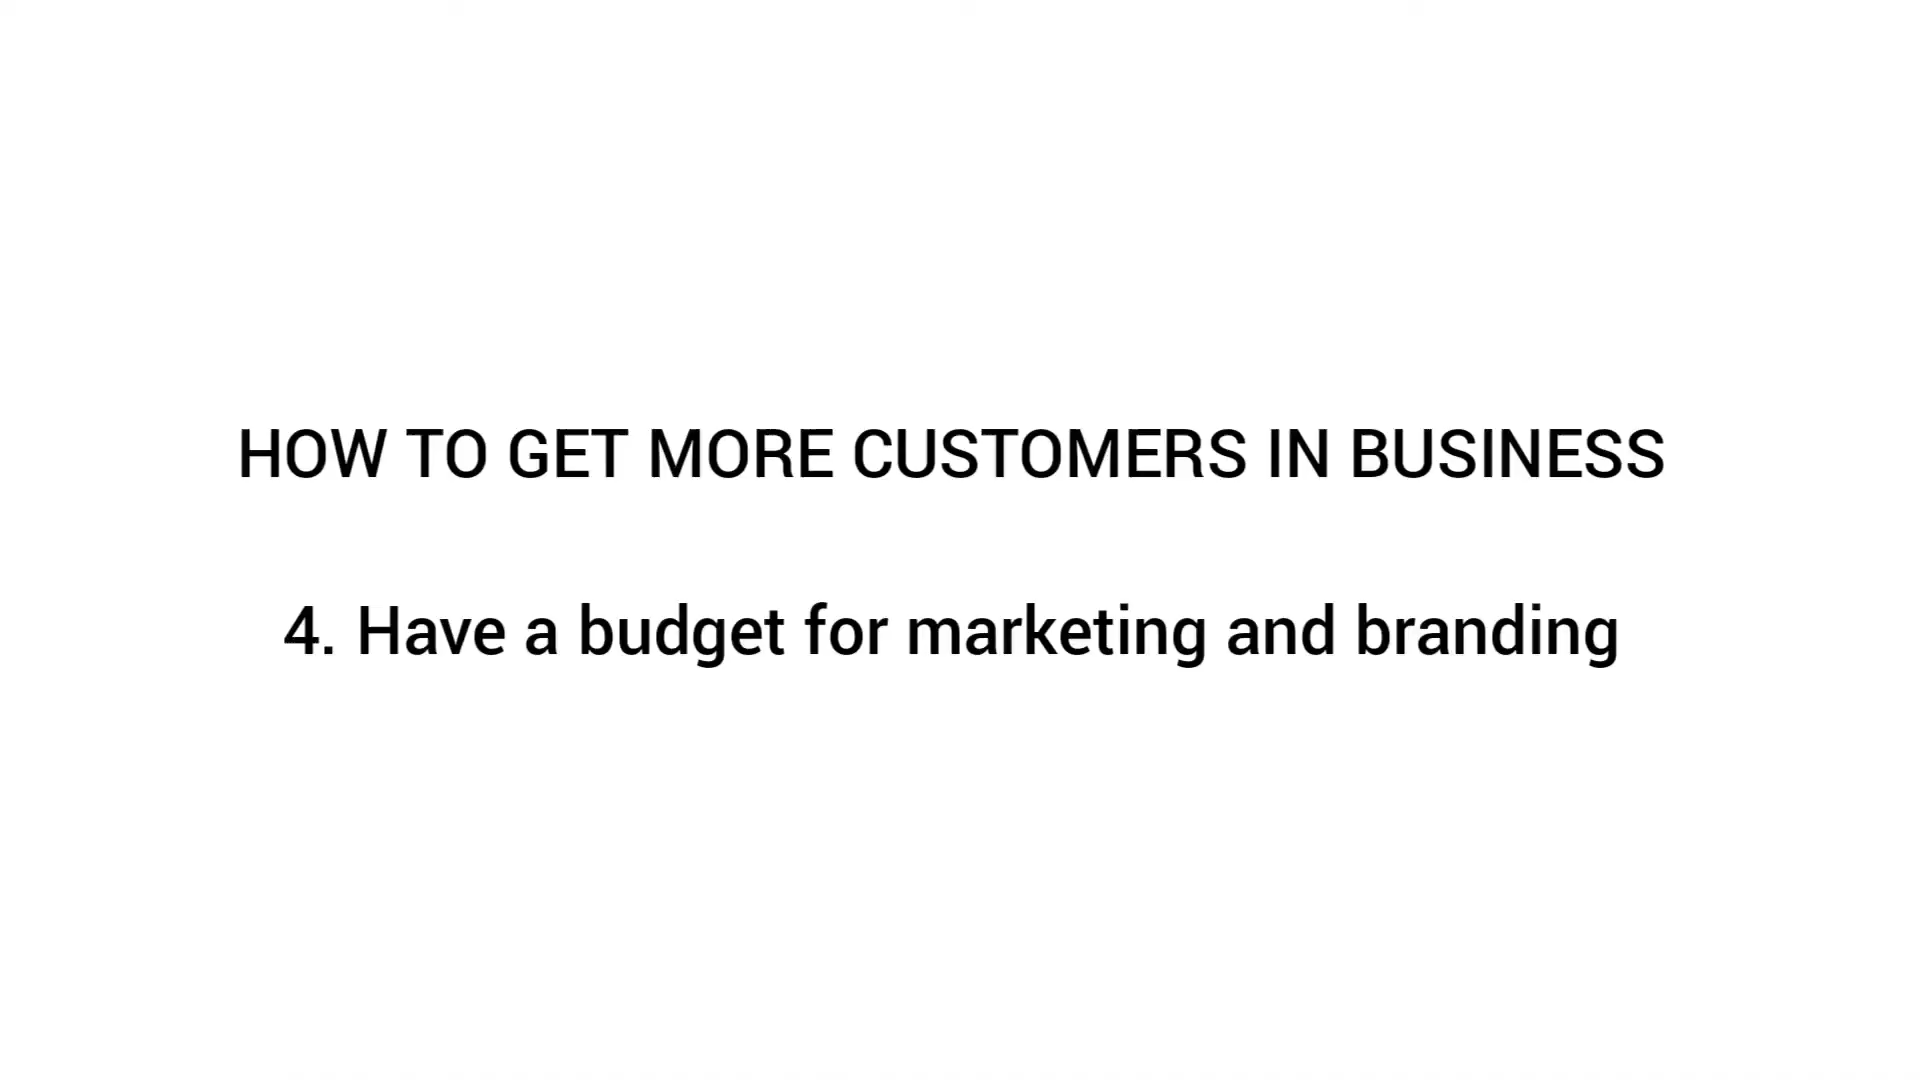 HOW TO GET MORE CUSTOMERS IN BUSINESS
4. Have a budget for marketing and branding